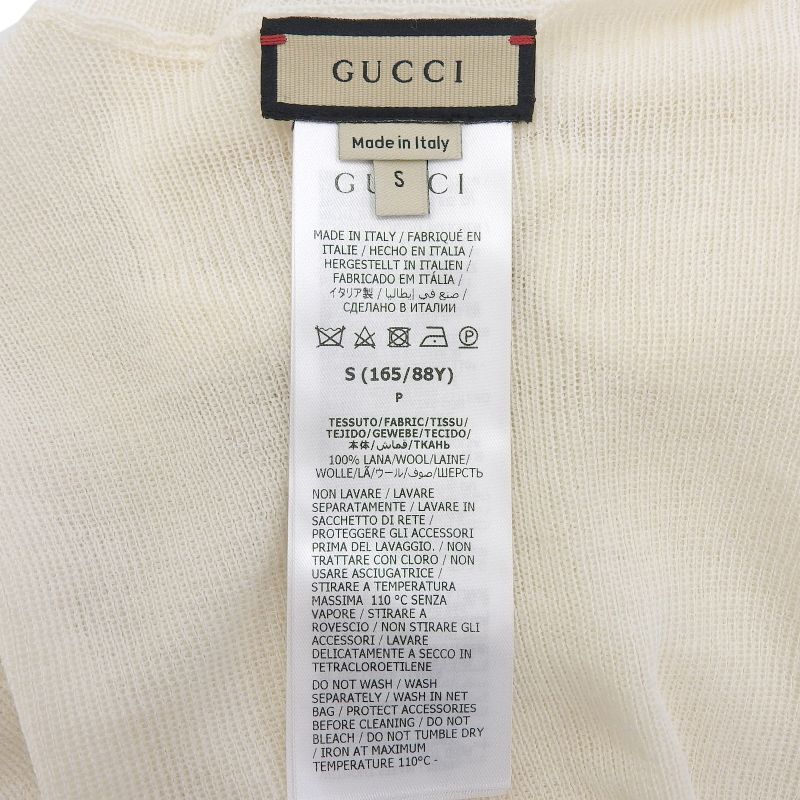 GUCCI
Made in Italy
S
GUCCI
MADE IN ITALY / FABRIQUÉ EN
ITALIE / HECHO EN ITALIA /
HERGESTELLT IN ITALIEN /
FABRICADO EM ITÁLIA /
イタリア製 / صنع في إيطاليا /
СДЕЛАНО В ИТАЛИИ
P
S (165/88Y)
P
TESSUTO/FABRIC/TISSU/
TEJIDO/GEWEBE/TECIDO/
本体/قماش/ТКАНЬ
100% LANA/WOOL/LAINE/
WOLLE/LÃ/ウール/صوف/ШЕРСТЬ
NON LAVARE / LAVARE
SEPARATAMENTE / LAVARE IN
SACCHETTO DI RETE /
PROTEGGERE GLI ACCESSORI
PRIMA DEL LAVAGGIO. / NON
TRATTARE CON CLORO / NON
USARE ASCIUGATRICE /
STIRARE A TEMPERATURA
MASSIMA 110 °C SENZA
VAPORE / STIRARE A
ROVESCIO / NON STIRARE GLI
ACCESSORI / LAVARE
DELICATAMENTE A SECCO IN
TETRACLOROETILENE
DO NOT WASH / WASH
SEPARATELY / WASH IN NET
BAG / PROTECT ACCESSORIES
BEFORE CLEANING / DO NOT
BLEACH / DO NOT TUMBLE DRY
/ IRON AT MAXIMUM
TEMPERATURE 110°C -